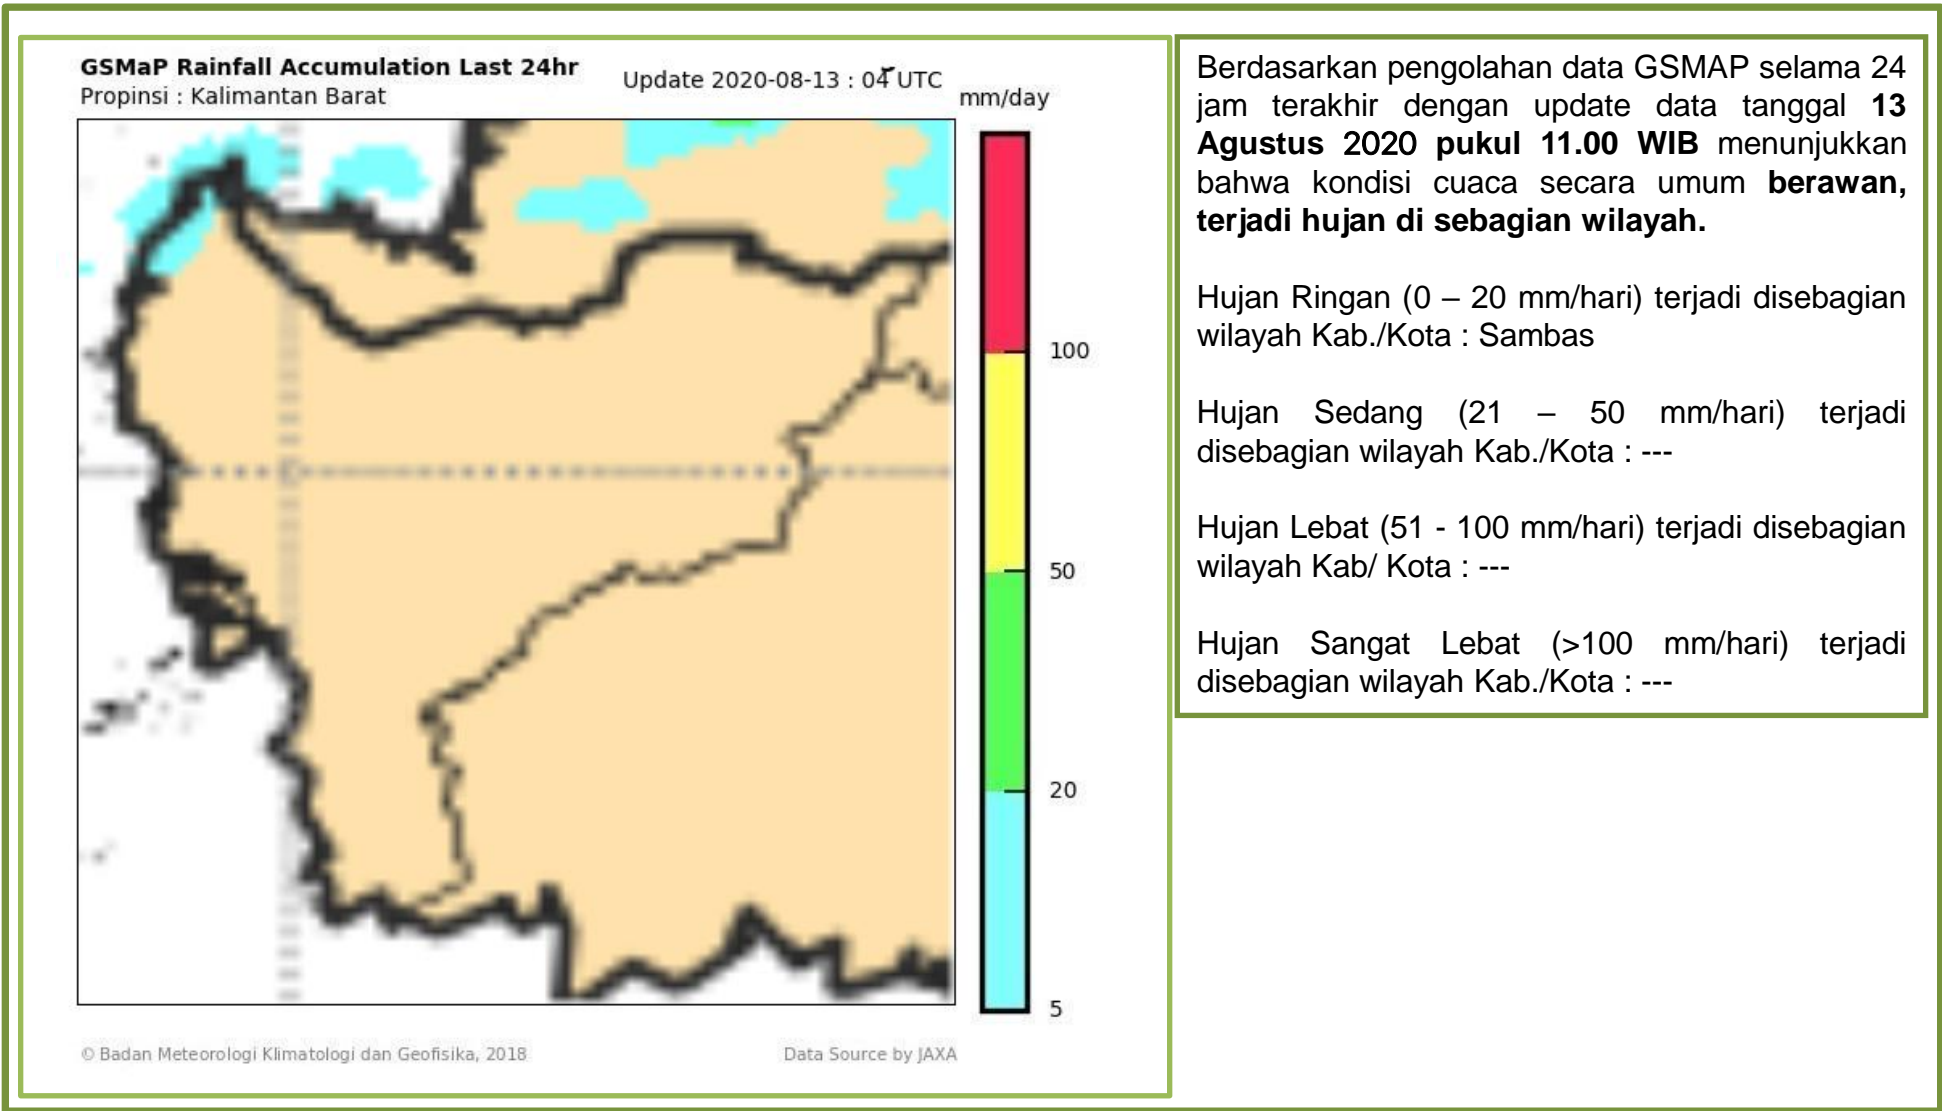 GSMaP Rainfall Accumulation Last 24hr
Propinsi : Kalimantan Barat
Update 2020-08-13 : 04 UTC
mm/day
100
50
20
5
© Badan Meteorologi Klimatologi dan Geofisika, 2018
Data Source by JAXA
Berdasarkan pengolahan data GSMAP selama 24
jam terakhir dengan update data tanggal 13
Agustus 2020 pukul 11.00 WIB menunjukkan
bahwa kondisi cuaca secara umum berawan,
terjadi hujan di sebagian wilayah.
Hujan Ringan (0 – 20 mm/hari) terjadi disebagian
wilayah Kab./Kota : Sambas
Hujan Sedang (21 – 50 mm/hari) terjadi
disebagian wilayah Kab./Kota : ---
Hujan Lebat (51 - 100 mm/hari) terjadi disebagian
wilayah Kab/ Kota : ---
Hujan Sangat Lebat (>100 mm/hari) terjadi
disebagian wilayah Kab./Kota : ---